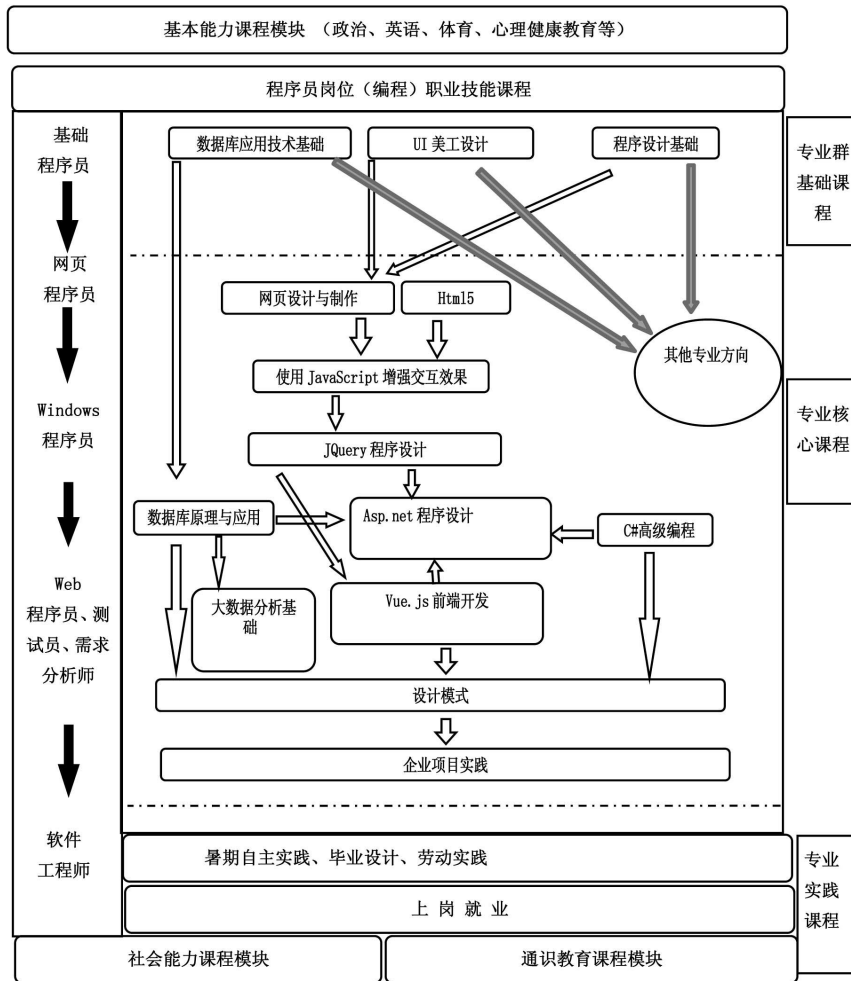 基本能力课程模块 （政治、英语、体育、心理健康教育等）
程序员岗位（编程）职业技能课程
基础
程序员
数据库应用技术基础
UI 美工设计
程序设计基础
专业群
基础课
程
网页
程序员
网页设计与制作
Html5
其他专业方向
使用 JavaScript 增强交互效果
Windows
程序员
专业核
心课程
JQuery 程序设计
数据库原理与应用
Asp.net 程序设计
C#高级编程
Web
程序员、测
试员、需求
分析师
大数据分析基
础
Vue.js 前端开发
设计模式
企业项目实践
软件
工程师
暑期自主实践、毕业设计、劳动实践
专业
实践
课程
上 岗 就 业
社会能力课程模块
通识教育课程模块